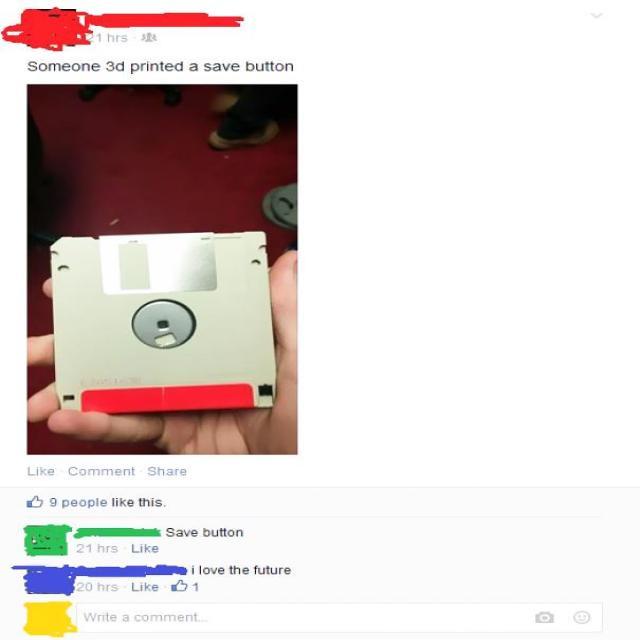 21 hrs
Someone 3d printed a save button
Like Comment Share
9 people like this.
Save button
21 hrs · Like
i love the future
20 hrs · Like · 1
Write a comment...